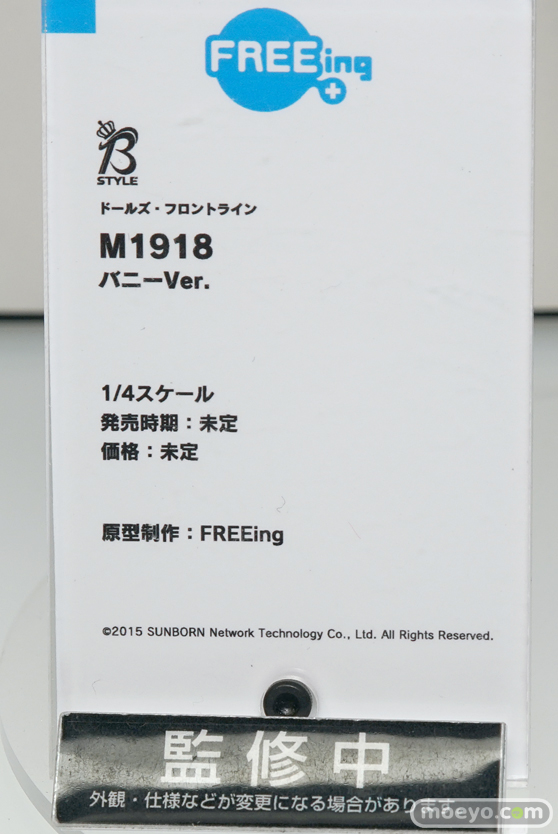 FREEing
B
STYLE
ドールズ・フロントライン
M1918
バニーVer.
1/4スケール
発売時期：未定
価格：未定
原型制作：FREEing
©2015 SUNBORN Network Technology Co., Ltd. All Rights Reserved.
監修中
外観・仕様などが変更になる場合があります
moeyo.com